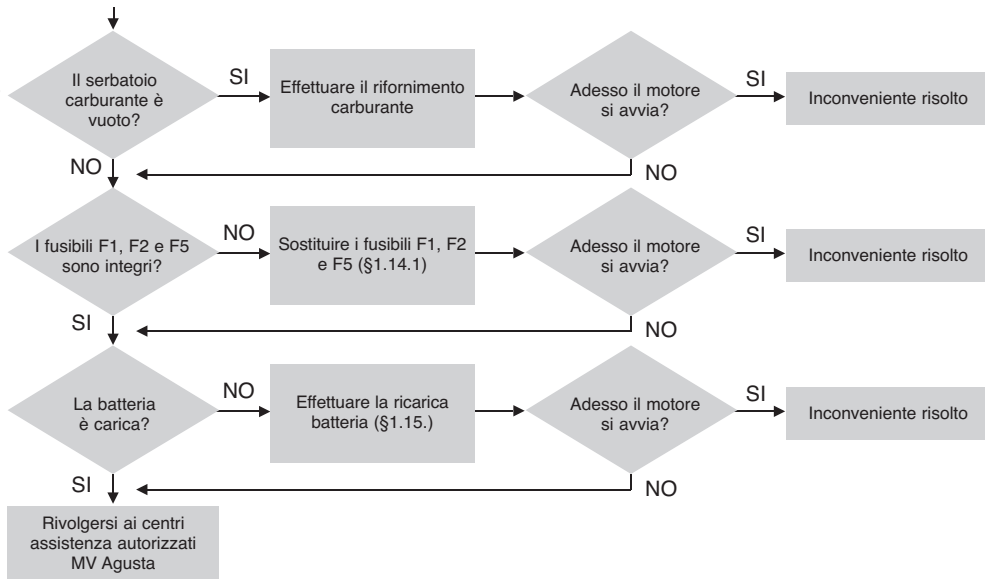 Il serbatoio
carburante è
vuoto?
SI
Effettuare il rifornimento
carburante
Adesso il motore
si avvia?
SI
Inconveniente risolto
NO
NO
I fusibili F1, F2 e F5
sono integri?
NO
Sostituire i fusibili F1, F2
e F5 (§1.14.1)
Adesso il motore
si avvia?
SI
Inconveniente risolto
SI
NO
La batteria
è carica?
NO
Effettuare la ricarica
batteria (§1.15.)
Adesso il motore
si avvia?
SI
Inconveniente risolto
SI
NO
Rivolgersi ai centri
assistenza autorizzati
MV Agusta